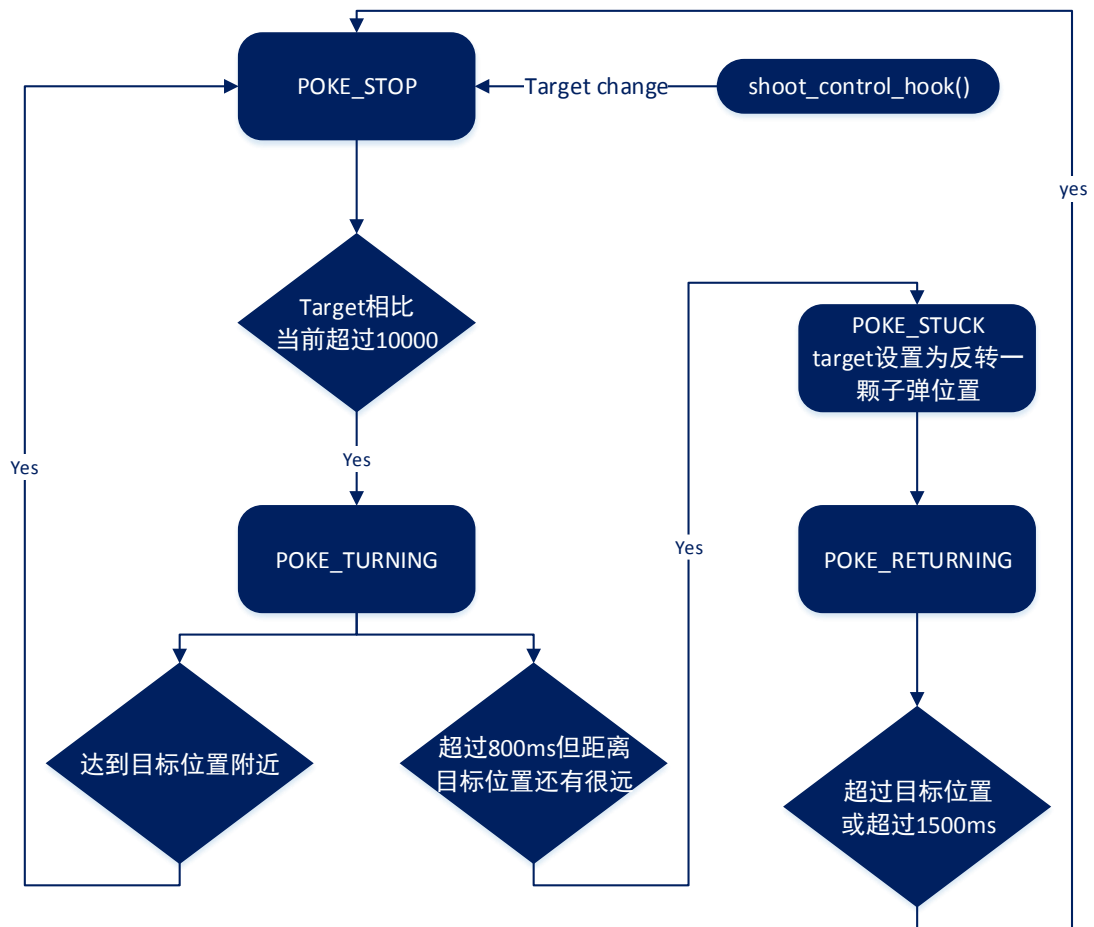 POKE_STOP
Target change
shoot_control_hook()
yes
Target相比
当前超过10000
POKE_STUCK
target设置为反转一
颗子弹位置
Yes
Yes
POKE_TURNING
Yes
POKE_RETURNING
达到目标位置附近
超过800ms但距离
目标位置还有很远
超过目标位置
或超过1500ms